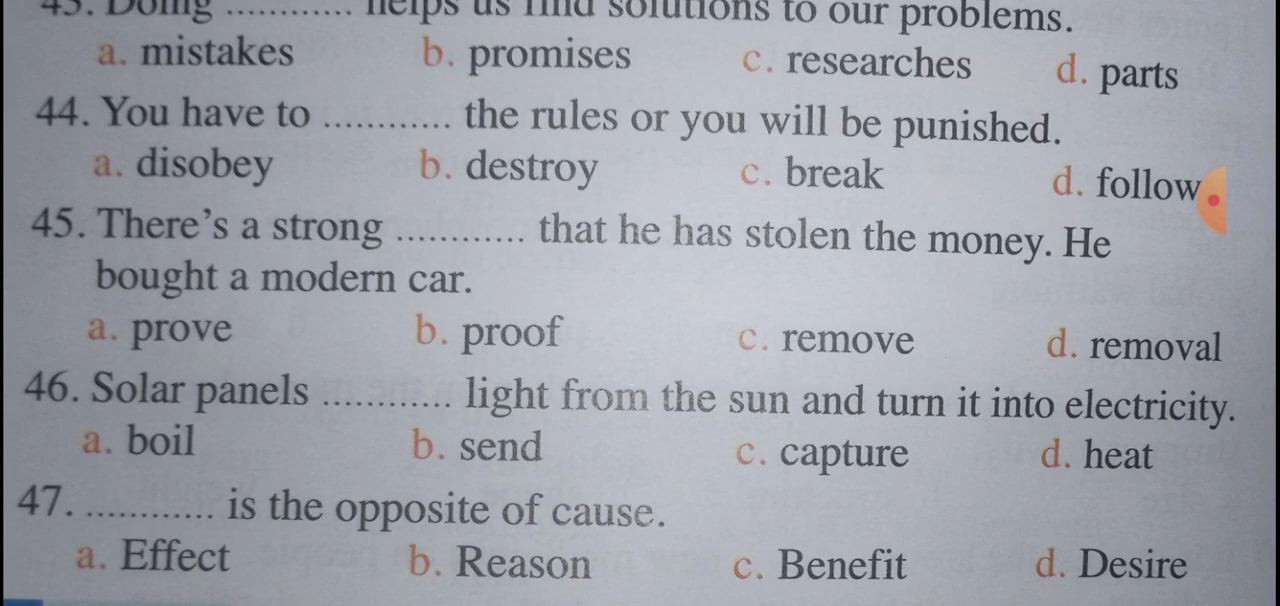 43. Doing ............ helps us find solutions to our problems.
a. mistakes b. promises c. researches d. parts
44. You have to ............ the rules or you will be punished.
a. disobey b. destroy c. break d. follow
45. There's a strong ............ that he has stolen the money. He
bought a modern car.
a. prove b. proof c. remove d. removal
46. Solar panels ............ light from the sun and turn it into electricity.
a. boil b. send c. capture d. heat
47. ............ is the opposite of cause.
a. Effect b. Reason c. Benefit d. Desire